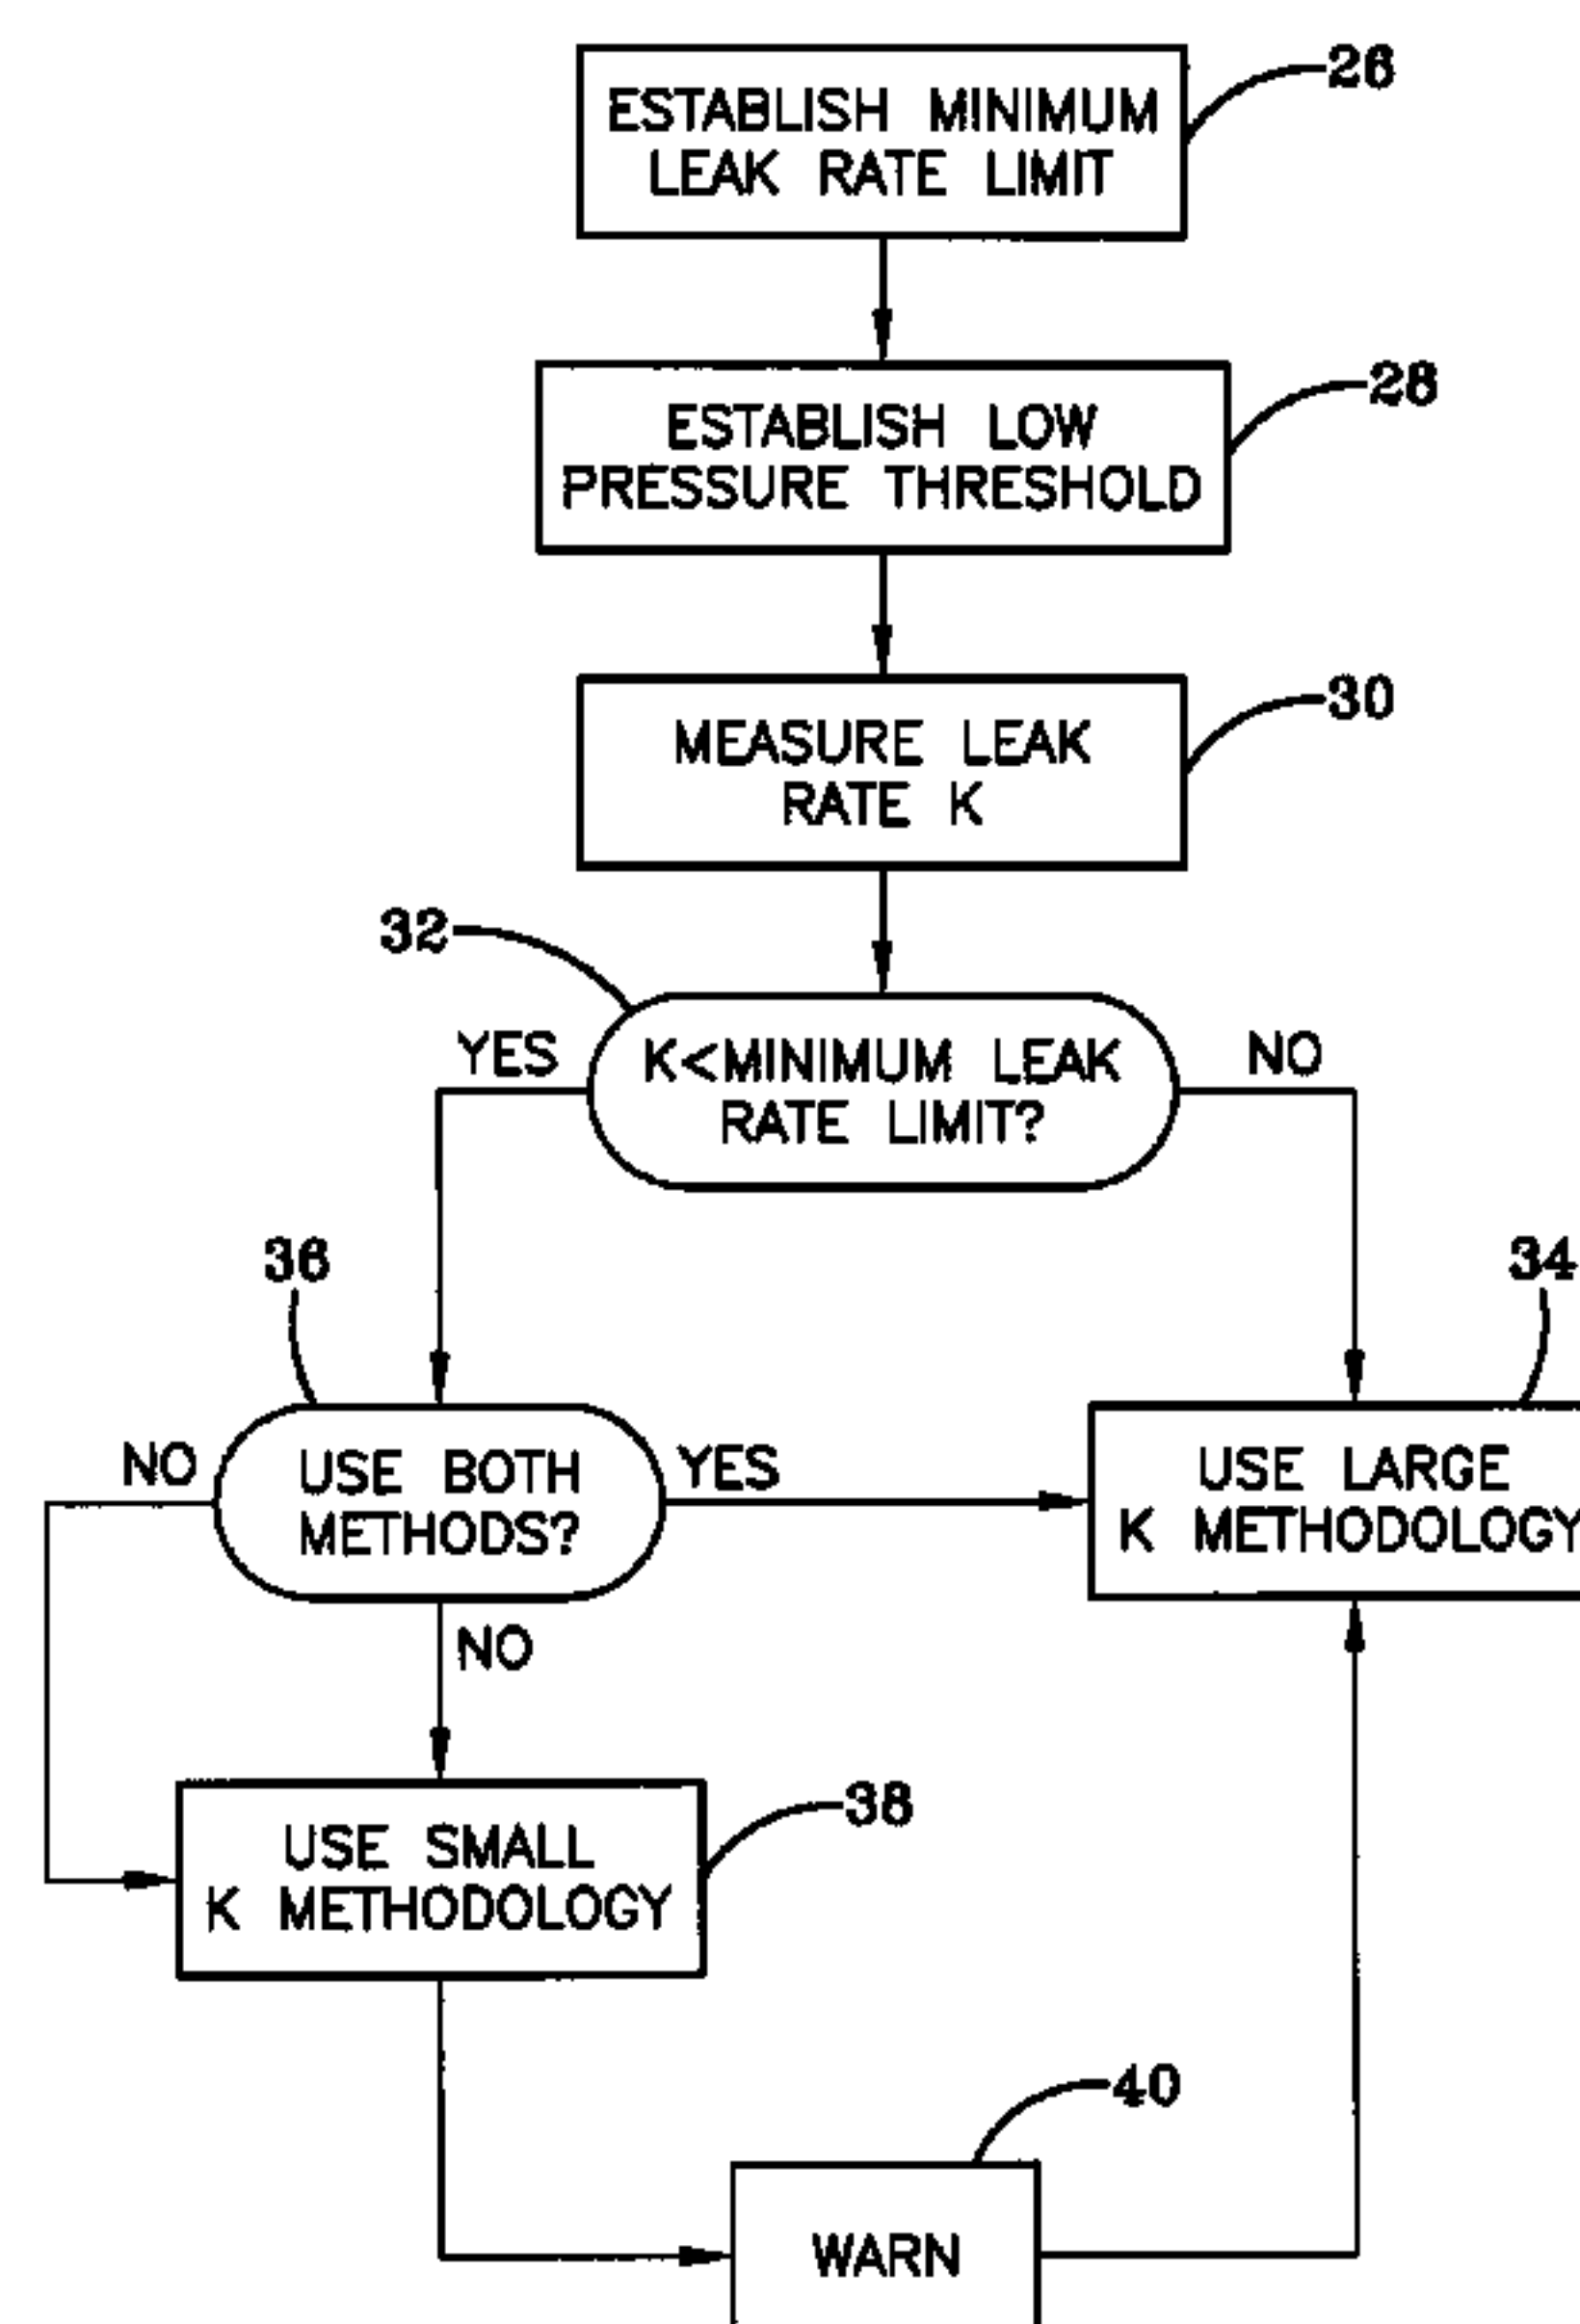 26
ESTABLISH MINIMUM
LEAK RATE LIMIT
28
ESTABLISH LOW
PRESSURE THRESHOLD
30
MEASURE LEAK
RATE K
32
YES
K<MINIMUM LEAK
RATE LIMIT?
NO
36
34
NO
USE BOTH
METHODS?
YES
USE LARGE
K METHODOLOGY
NO
38
USE SMALL
K METHODOLOGY
40
WARN